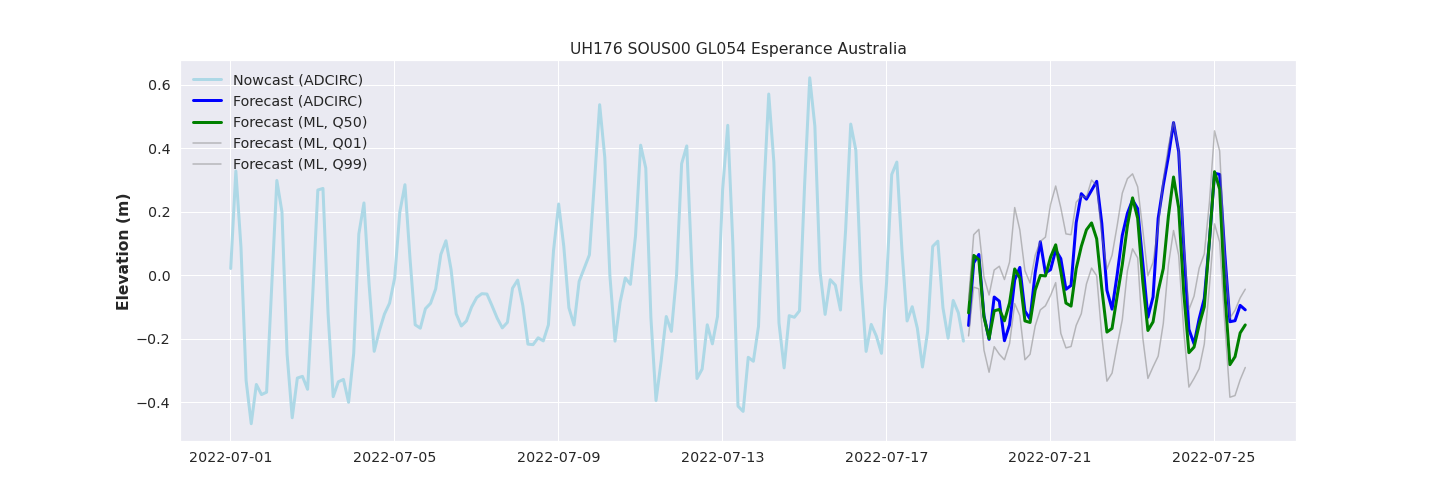 UH176 SOUS00 GL054 Esperance Australia
Nowcast (ADCIRC)
Forecast (ADCIRC)
Forecast (ML, Q50)
Forecast (ML, Q01)
Forecast (ML, Q99)
Elevation (m)
0.6
0.4
0.2
0.0
−0.2
−0.4
2022-07-01 2022-07-05 2022-07-09 2022-07-13 2022-07-17 2022-07-21 2022-07-25